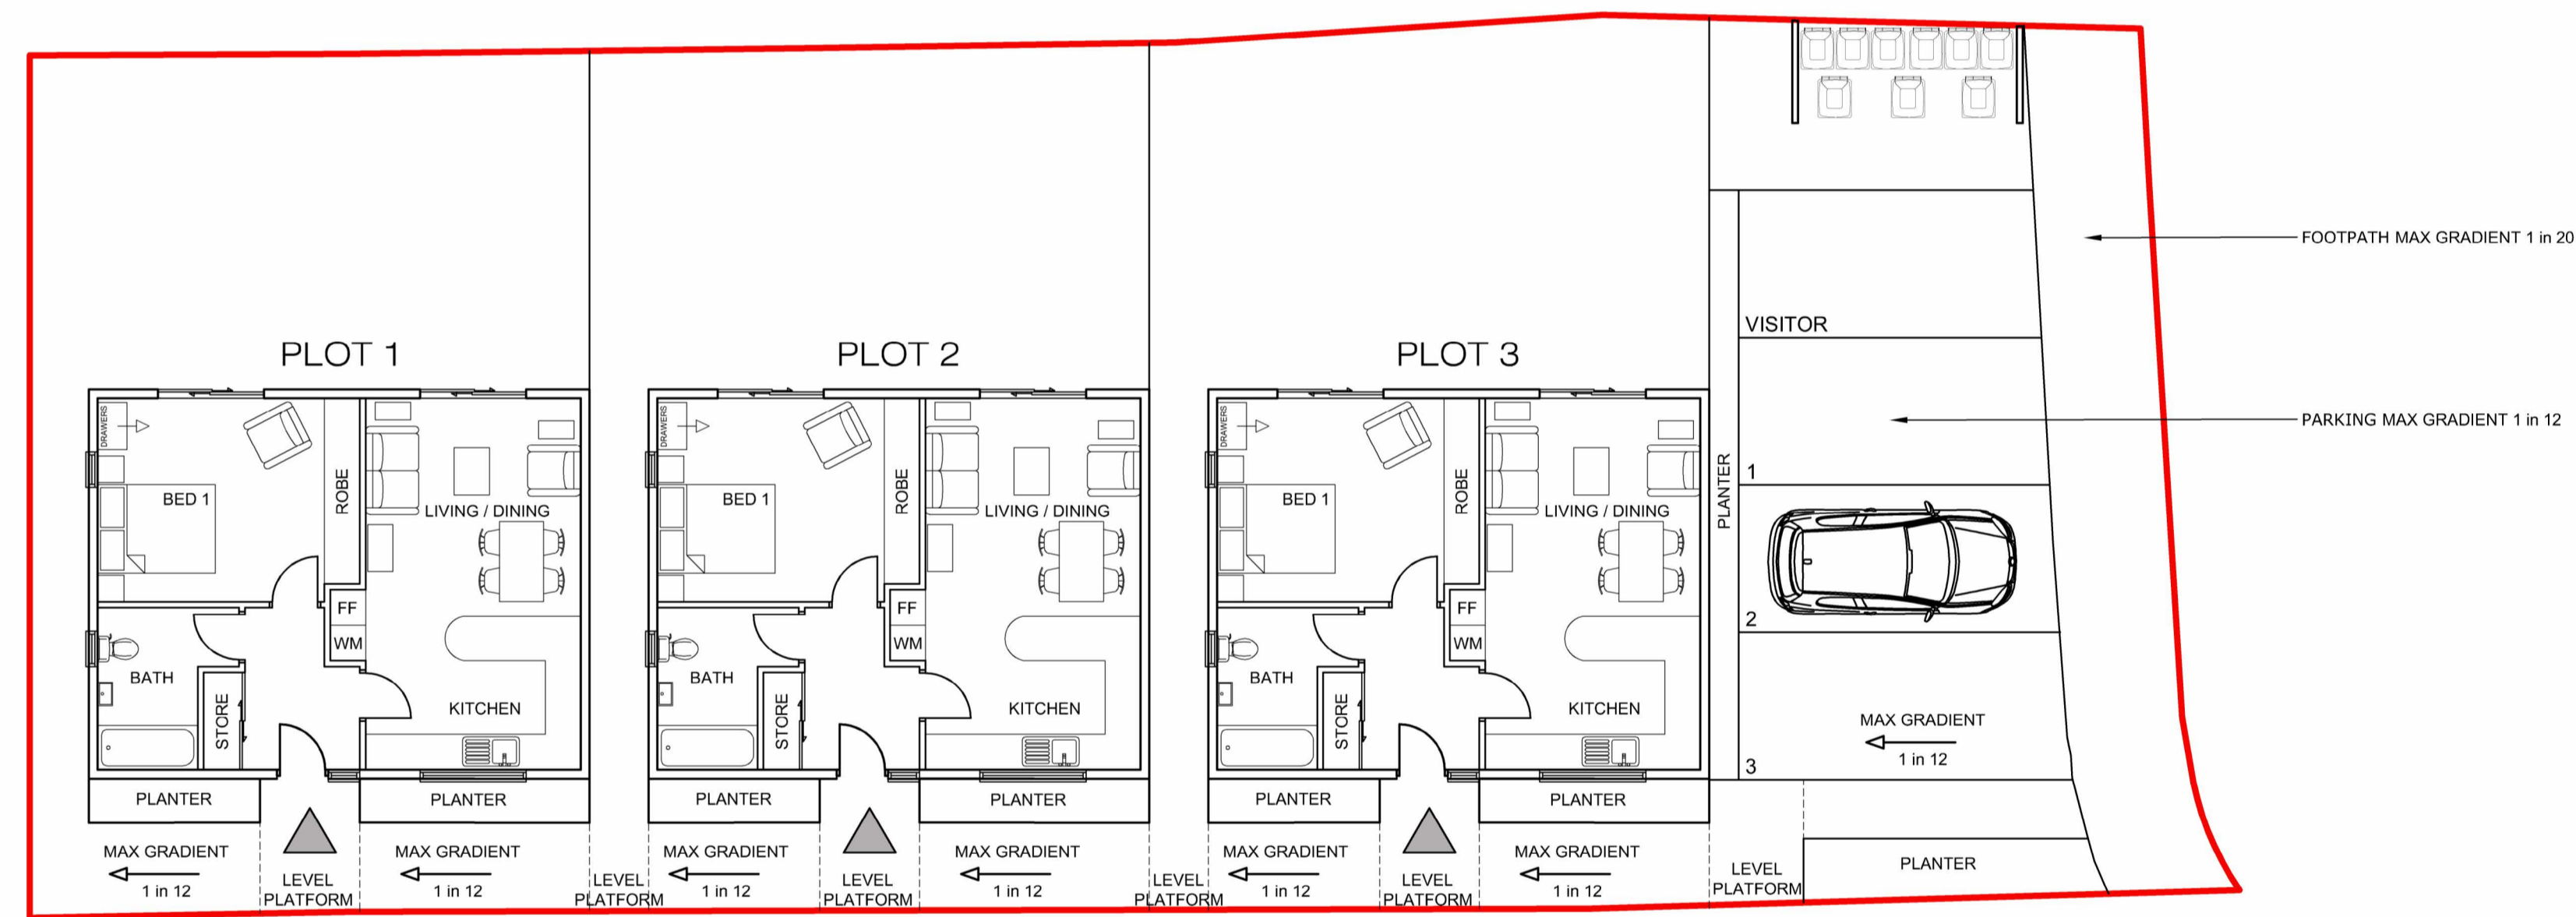 FOOTPATH MAX GRADIENT 1 in 20
VISITOR
PLOT 1
PLOT 2
PLOT 3
PARKING MAX GRADIENT 1 in 12
DRAWERS
BED 1
ROBE
LIVING / DINING
FF
WM
BATH
STORE
KITCHEN
DRAWERS
BED 1
ROBE
LIVING / DINING
FF
WM
BATH
STORE
KITCHEN
DRAWERS
BED 1
ROBE
LIVING / DINING
FF
WM
BATH
STORE
KITCHEN
PLANTER
1
2
MAX GRADIENT
1 in 12
3
PLANTER
PLANTER
PLANTER
PLANTER
PLANTER
PLANTER
MAX GRADIENT
1 in 12
LEVEL
PLATFORM
MAX GRADIENT
1 in 12
LEVEL
PLATFORM
MAX GRADIENT
1 in 12
LEVEL
PLATFORM
MAX GRADIENT
1 in 12
LEVEL
PLATFORM
MAX GRADIENT
1 in 12
LEVEL
PLATFORM
MAX GRADIENT
1 in 12
LEVEL
PLATFORM
PLANTER